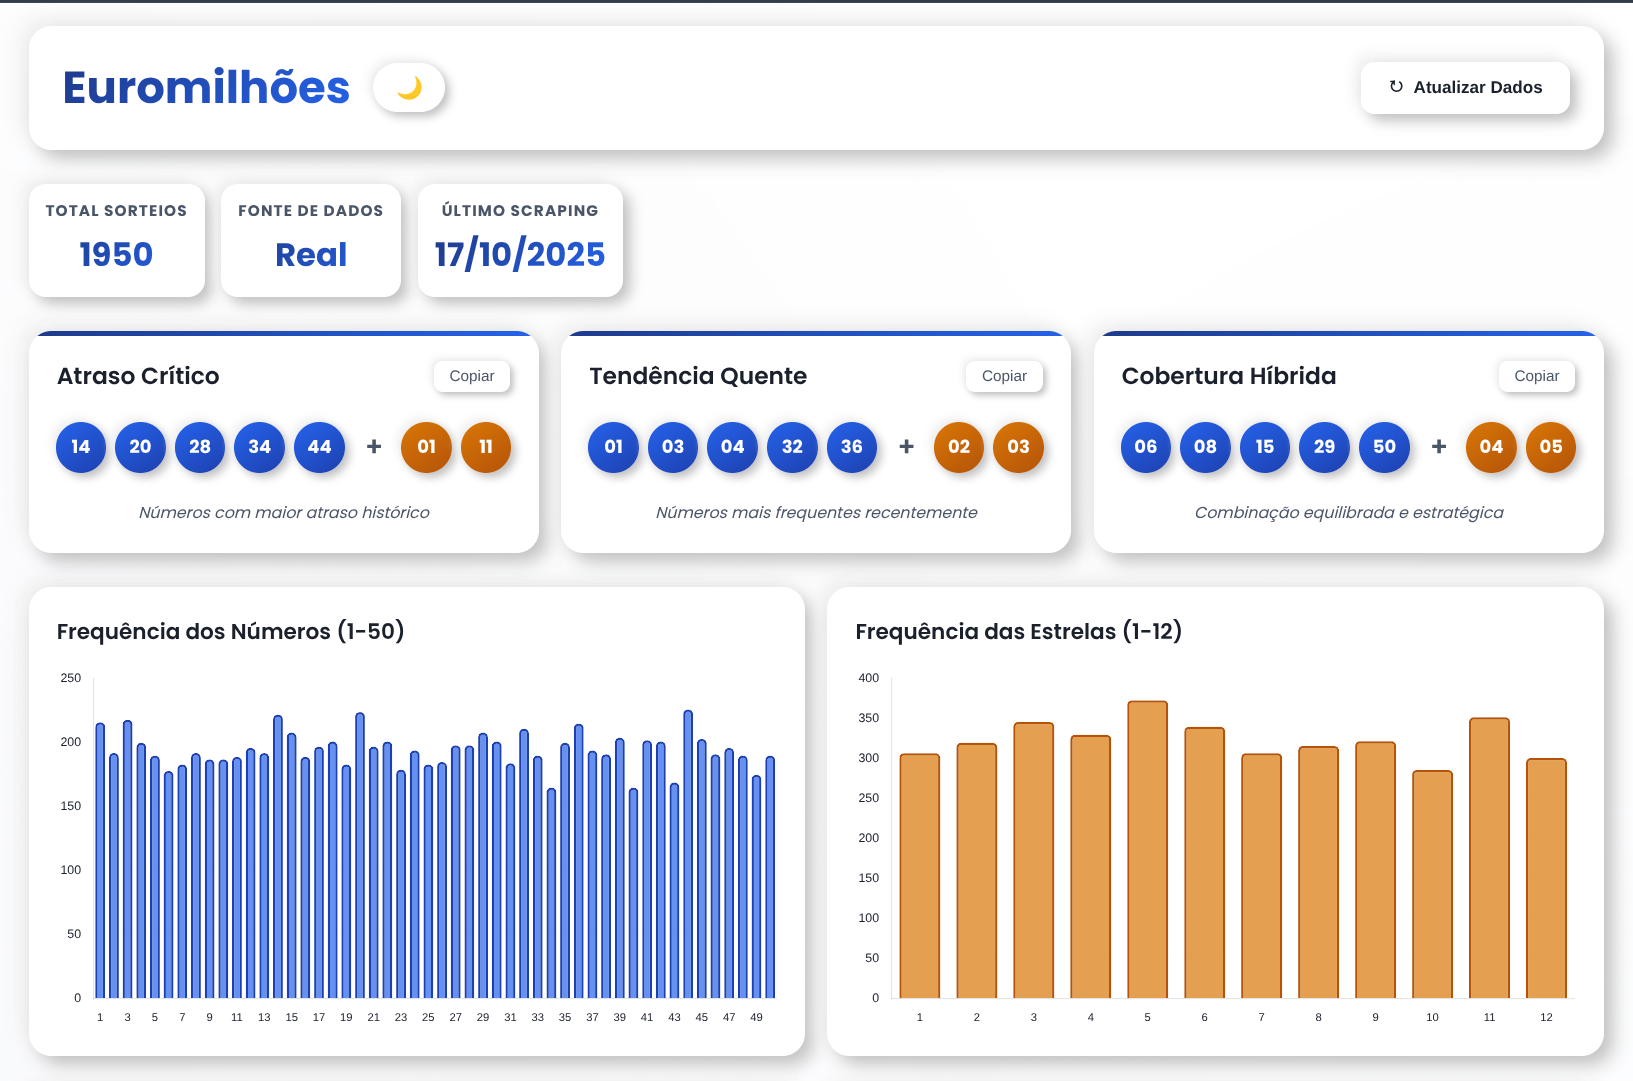 Euromilhões
↻ Atualizar Dados
TOTAL SORTEIOS
1950
FONTE DE DADOS
Real
ÚLTIMO SCRAPING
17/10/2025
Atraso Crítico
Copiar
14 20 28 34 44 + 01 11
Números com maior atraso histórico
Tendência Quente
Copiar
01 03 04 32 36 + 02 03
Números mais frequentes recentemente
Cobertura Híbrida
Copiar
06 08 15 29 50 + 04 05
Combinação equilibrada e estratégica
Frequência dos Números (1-50)
250
200
150
100
50
0
1 3 5 7 9 11 13 15 17 19 21 23 25 27 29 31 33 35 37 39 41 43 45 47 49
Frequência das Estrelas (1-12)
400
350
300
250
200
150
100
50
0
1 2 3 4 5 6 7 8 9 10 11 12